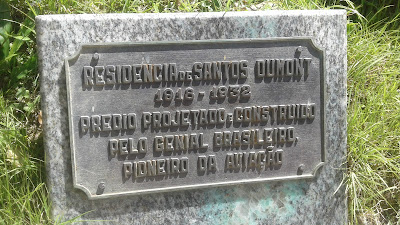 RESIDENCIA DE SANTOS DUMONT
1918 - 1932
PREDIO PROJETADO E CONSTRUIDO
PELO GENIAL BRASILEIRO,
PIONEIRO DA AVIAÇÃO